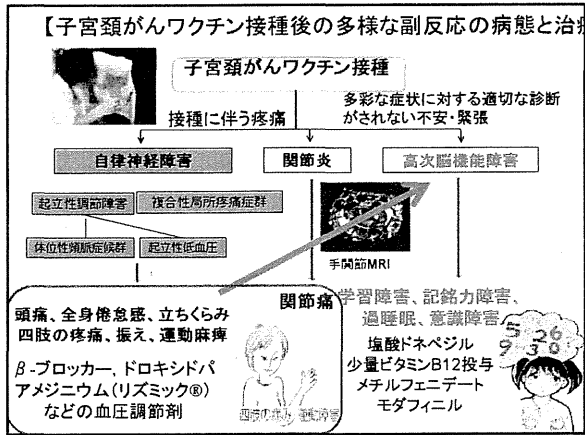 【子宮頚がんワクチン接種後の多様な副反応の病態と治
子宮頚がんワクチン接種
接種に伴う疼痛
多彩な症状に対する適切な診断
がされない不安・緊張
自律神経障害
関節炎
高次脳機能障害
起立性調節障害
複合性局所疼痛症群
体位性頻脈症候群
起立性低血圧
手関節MRI
頭痛、全身倦怠感、立ちくらみ
四肢の疼痛、振え、運動麻痺
関節痛
学習障害、記銘力障害、
過睡眠、意識障害
β-ブロッカー、ドロキシドパ
アメジニウム(リズミック®)
などの血圧調節剤
塩酸ドネペジル
少量ビタミンB12投与
メチルフェニデート
モダフィニル